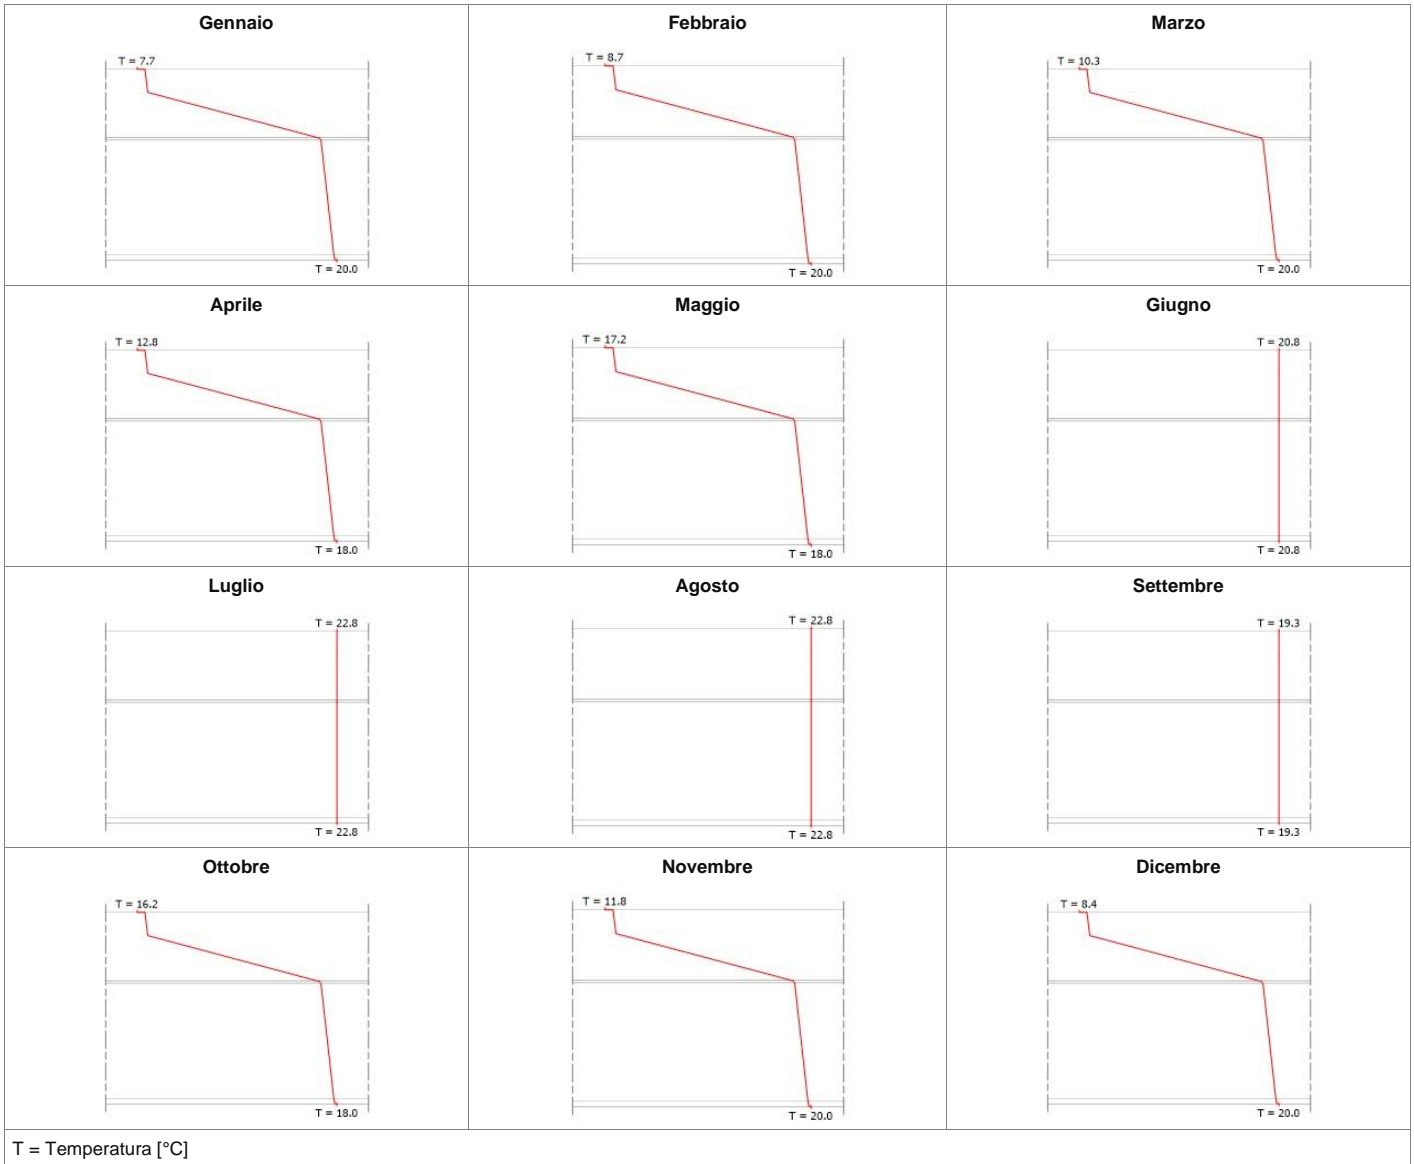 Gennaio
T = 7.7
T = 20.0
Febbraio
T = 8.7
T = 20.0
Marzo
T = 10.3
T = 20.0
Aprile
T = 12.8
T = 18.0
Maggio
T = 17.2
T = 18.0
Giugno
T = 20.8
T = 20.8
Luglio
T = 22.8
T = 22.8
Agosto
T = 22.8
T = 22.8
Settembre
T = 19.3
T = 19.3
Ottobre
T = 16.2
T = 18.0
Novembre
T = 11.8
T = 20.0
Dicembre
T = 8.4
T = 20.0
T = Temperatura [°C]